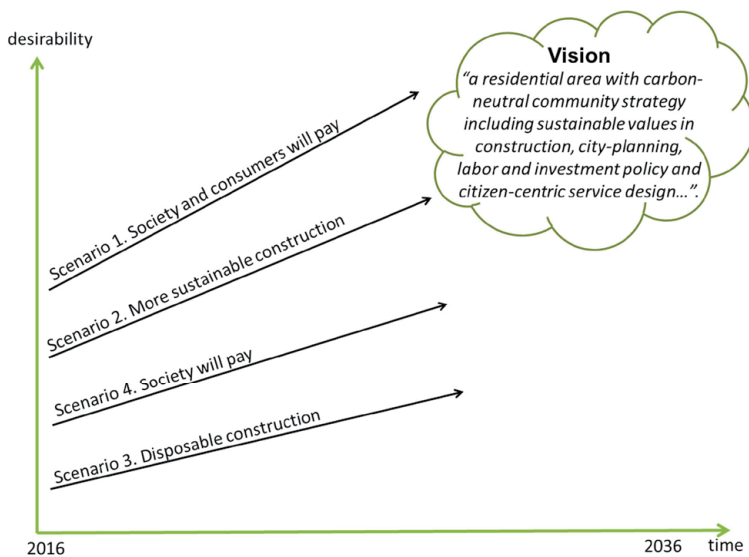 desirability
Vision
“a residential area with carbon-
neutral community strategy
including sustainable values in
construction, city-planning,
labor and investment policy and
citizen-centric service design...”.
Scenario 1. Society and consumers will pay
Scenario 2. More sustainable construction
Scenario 4. Society will pay
Scenario 3. Disposable construction
2016
2036
time